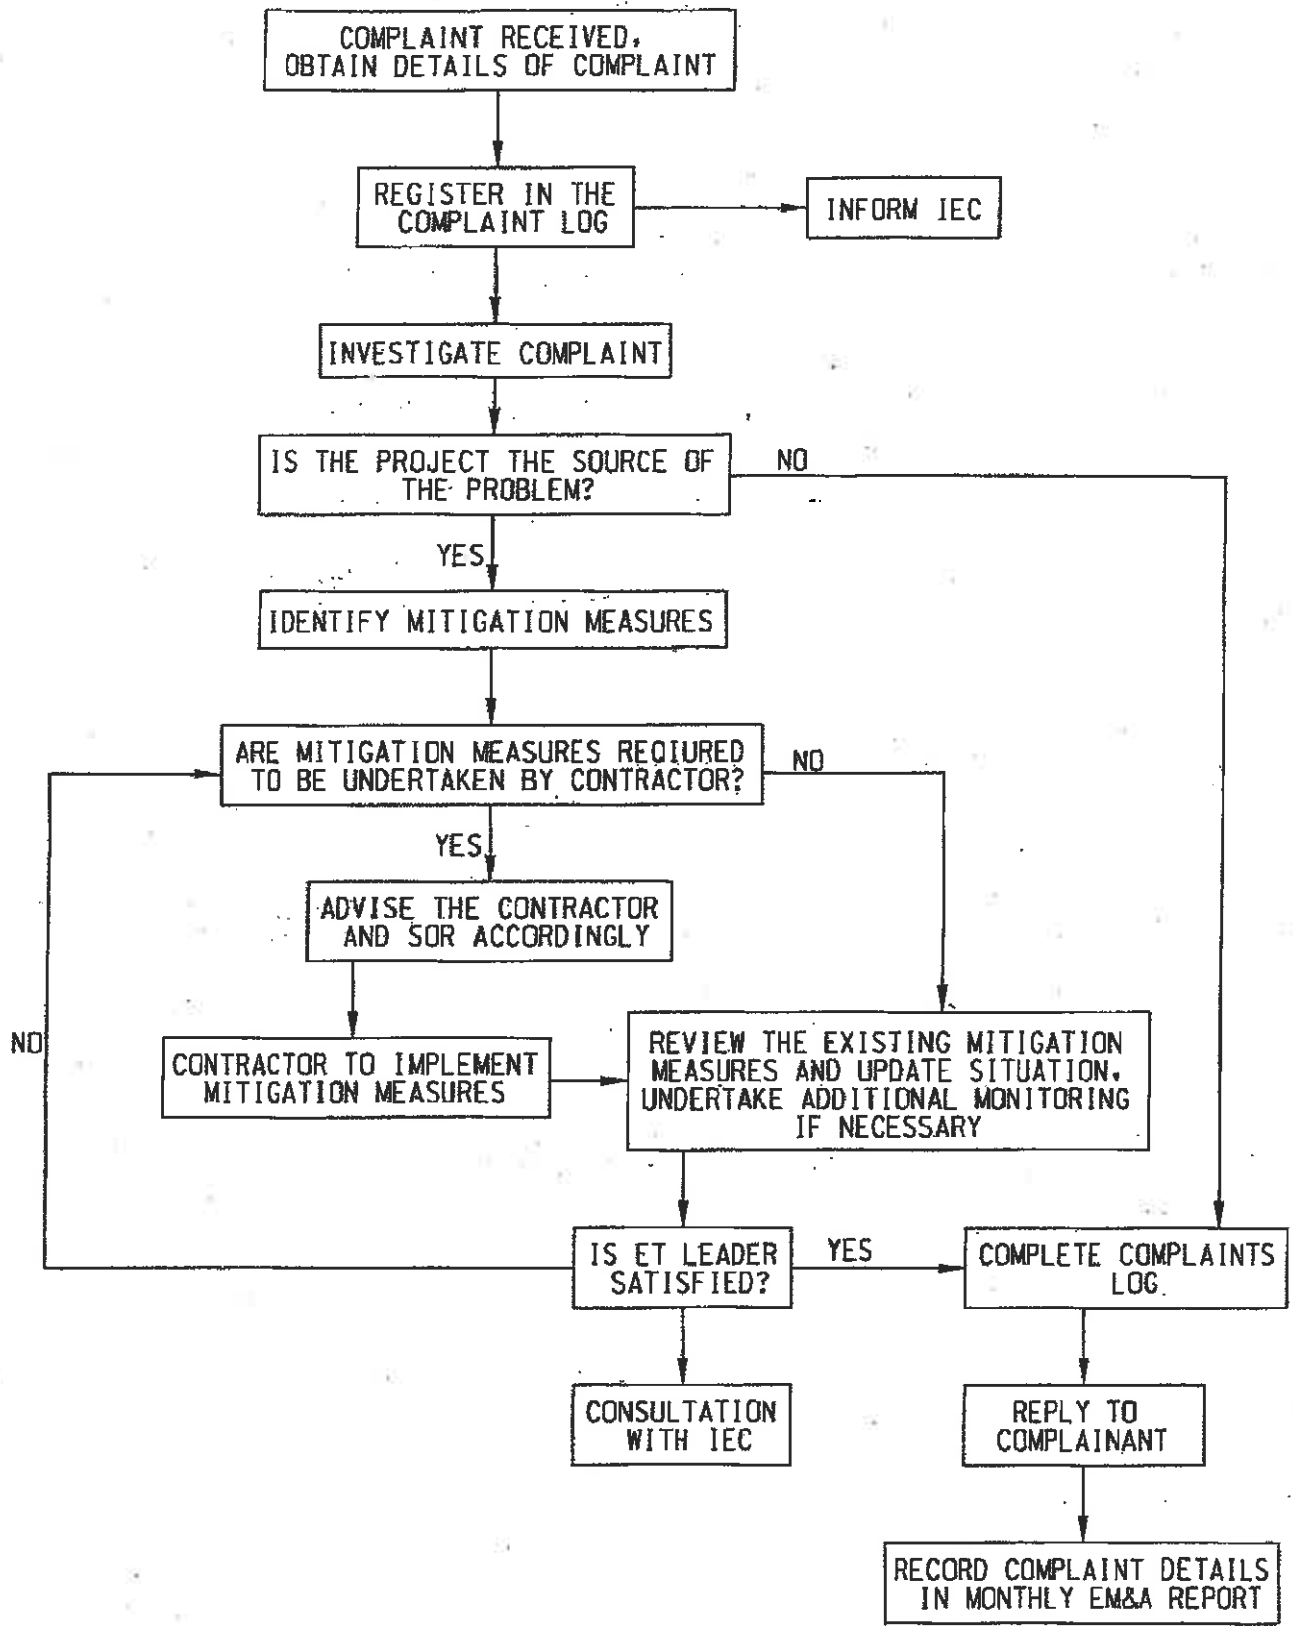 COMPLAINT RECEIVED,
OBTAIN DETAILS OF COMPLAINT
REGISTER IN THE
COMPLAINT LOG
INFORM IEC
INVESTIGATE COMPLAINT
IS THE PROJECT THE SOURCE OF
THE PROBLEM?
NO
YES
IDENTIFY MITIGATION MEASURES
ARE MITIGATION MEASURES REQIURED
TO BE UNDERTAKEN BY CONTRACTOR?
NO
YES
ADVISE THE CONTRACTOR
AND SOR ACCORDINGLY
NO
CONTRACTOR TO IMPLEMENT
MITIGATION MEASURES
REVIEW THE EXISTING MITIGATION
MEASURES AND UPDATE SITUATION.
UNDERTAKE ADDITIONAL MONITORING
IF NECESSARY
IS ET LEADER
SATISFIED?
YES
COMPLETE COMPLAINTS
LOG
CONSULTATION
WITH IEC
REPLY TO
COMPLAINANT
RECORD COMPLAINT DETAILS
IN MONTHLY EM&A REPORT